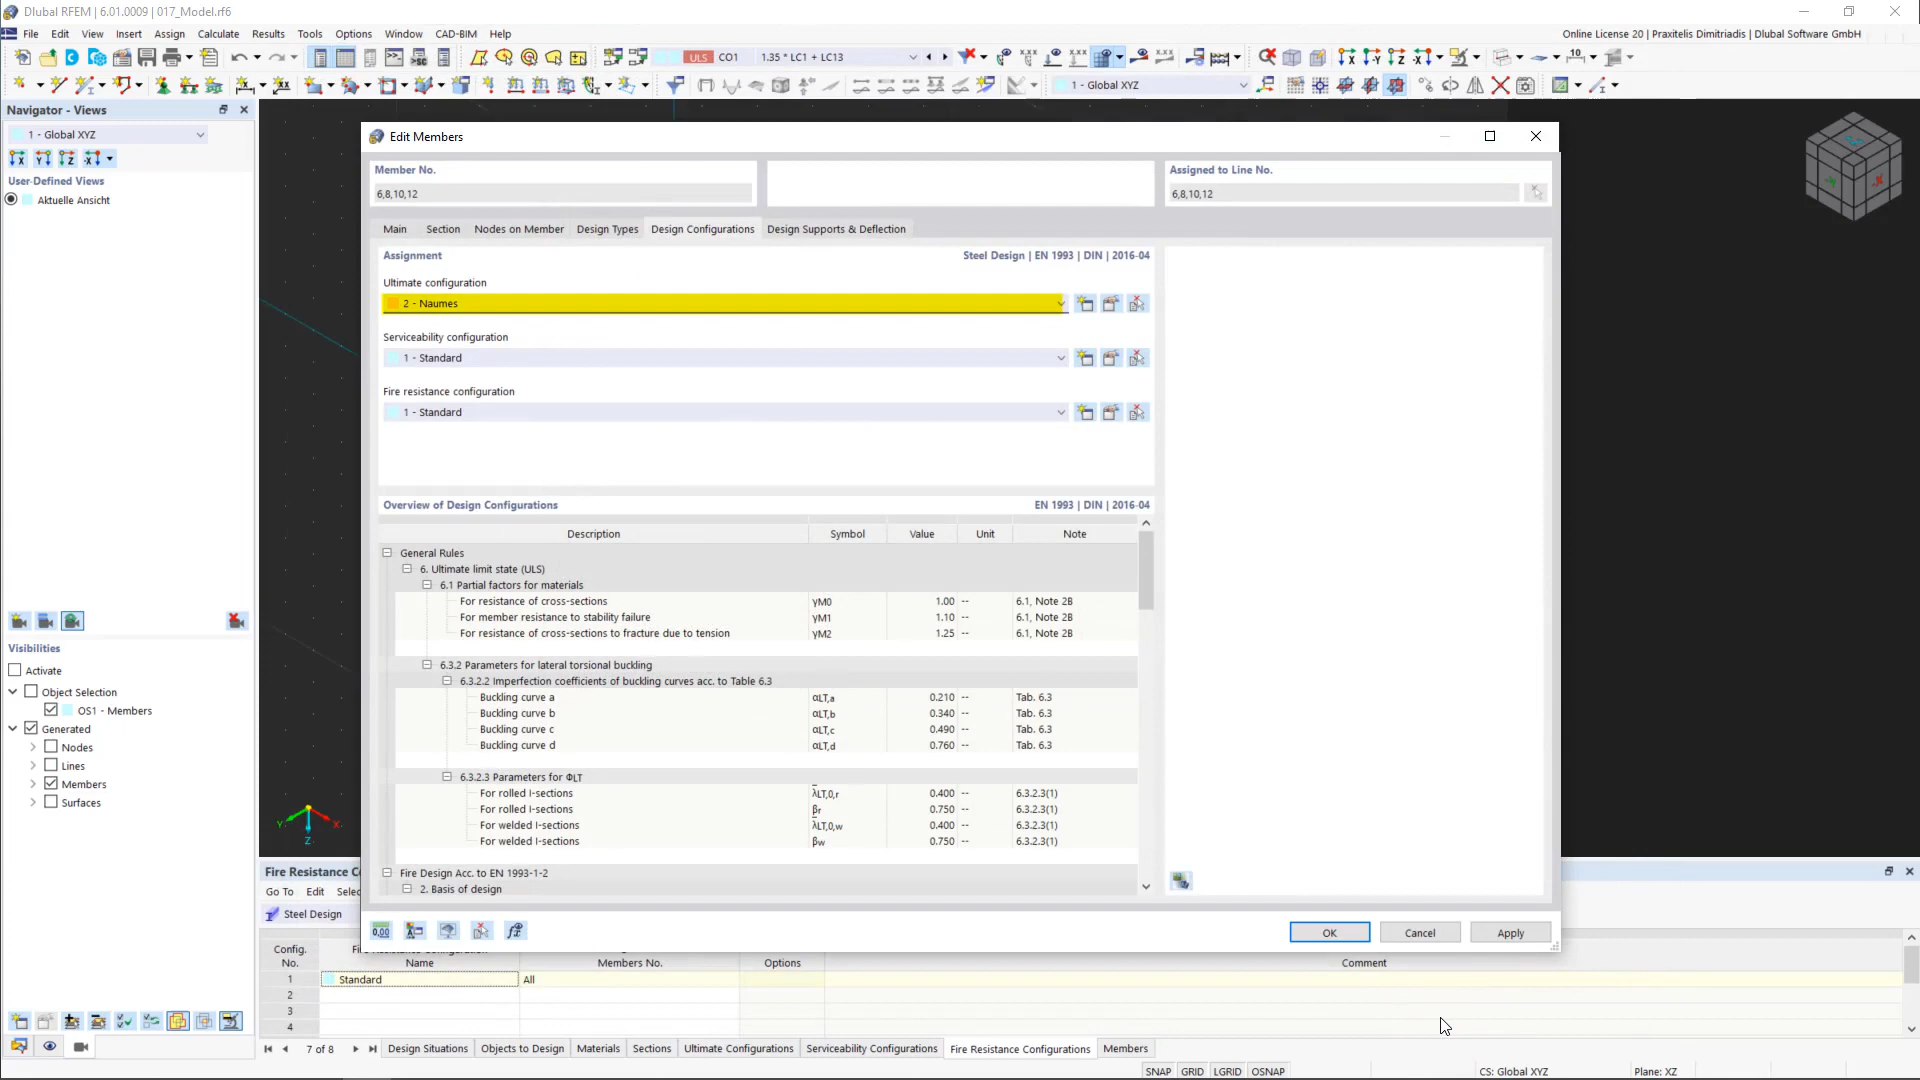 Dlubal RFEM | 6.01.0009 | 017_Model.rf6
File Edit View Insert Assign Calculate Results Tools Options Window CAD-BIM Help
Online License 20 | Praxitelis Dimitriadis | Dlubal Software GmbH
ULS CO1 1.35 * LC1 + LC13
1 - Global XYZ
Navigator - Views
1 - Global XYZ
User-Defined Views
Aktuelle Ansicht
Visibilities
Activate
Object Selection
OS1 - Members
Generated
Nodes
Lines
Members
Surfaces
Edit Members
Member No.
6,8,10,12
Assigned to Line No.
6,8,10,12
Main Section Nodes on Member Design Types Design Configurations Design Supports & Deflection
Assignment Steel Design | EN 1993 | DIN | 2016-04
Ultimate configuration
2 - Naumes
Serviceability configuration
1 - Standard
Fire resistance configuration
1 - Standard
Overview of Design Configurations EN 1993 | DIN | 2016-04
Description Symbol Value Unit Note
General Rules
6. Ultimate limit state (ULS)
6.1 Partial factors for materials
For resistance of cross-sections γM0 1.00 -- 6.1, Note 2B
For member resistance to stability failure γM1 1.10 -- 6.1, Note 2B
For resistance of cross-sections to fracture due to tension γM2 1.25 -- 6.1, Note 2B
6.3.2 Parameters for lateral torsional buckling
6.3.2.2 Imperfection coefficients of buckling curves acc. to Table 6.3
Buckling curve a αLT,a 0.210 -- Tab. 6.3
Buckling curve b αLT,b 0.340 -- Tab. 6.3
Buckling curve c αLT,c 0.490 -- Tab. 6.3
Buckling curve d αLT,d 0.760 -- Tab. 6.3
6.3.2.3 Parameters for ΦLT
For rolled I-sections λ̅LT,0,r 0.400 -- 6.3.2.3(1)
For rolled I-sections βr 0.750 -- 6.3.2.3(1)
For welded I-sections λ̅LT,0,w 0.400 -- 6.3.2.3(1)
For welded I-sections βw 0.750 -- 6.3.2.3(1)
Fire Design Acc. to EN 1993-1-2
2. Basis of design
OK Cancel Apply
X Y Z
Fire Resistance Co
Go To Edit Selec
Steel Design
Config.
No. Name Members No. Options Comment
1 Standard All
2
3
4
7 of 8 Design Situations Objects to Design Materials Sections Ultimate Configurations Serviceability Configurations Fire Resistance Configurations Members
SNAP GRID LGRID OSNAP CS: Global XYZ Plane: XZ